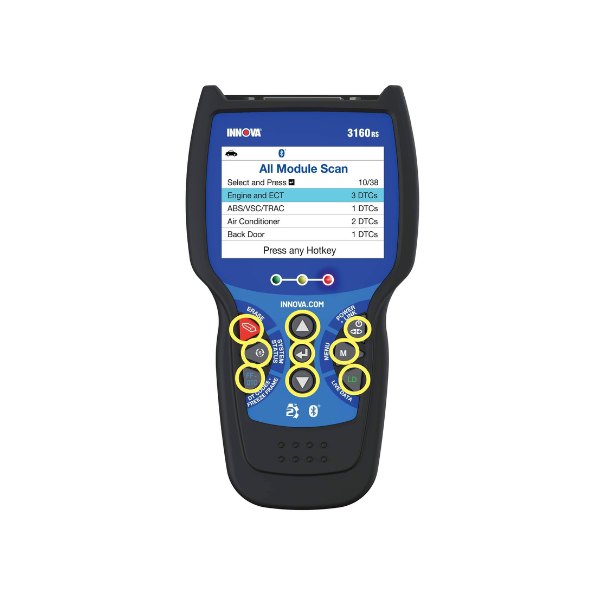 INNOVA
3160RS
All Module Scan
Select and Press 10/38
Engine and ECT 3 DTCs
ABS/VSC/TRAC 1 DTCs
Air Conditioner 2 DTCs
Back Door 1 DTCs
Press any Hotkey
INNOVA.COM
ERASE
POWER
LINK
SYSTEM
STATUS
MENU
M
LD
FREEZE FRAME
LIVE DATA
2